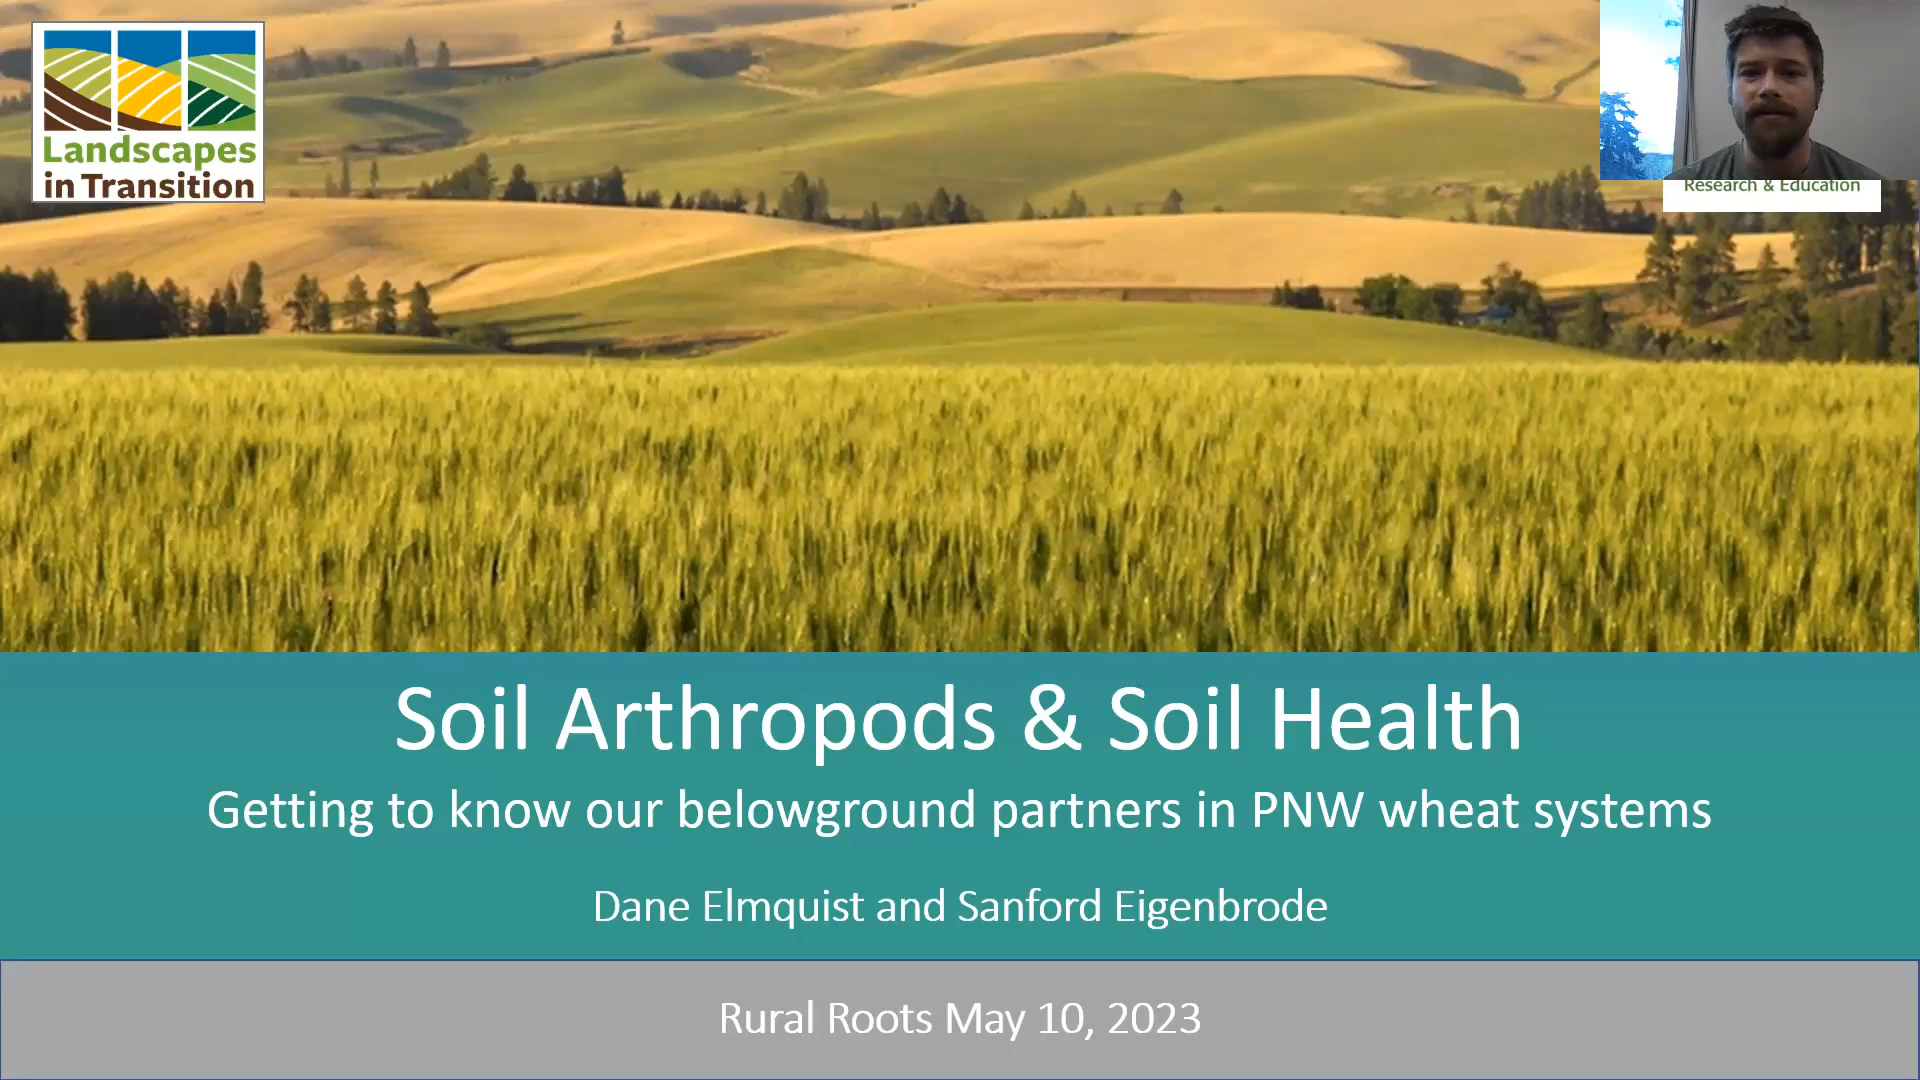 Landscapes
in Transition
Research & Education
Soil Arthropods & Soil Health
Getting to know our belowground partners in PNW wheat systems
Dane Elmquist and Sanford Eigenbrode
Rural Roots May 10, 2023